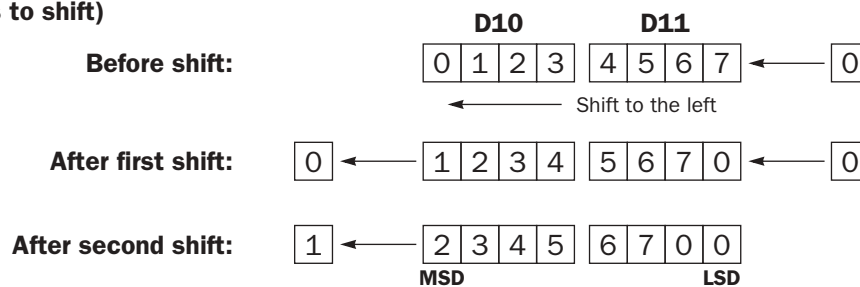 to shift)
D10 D11
Before shift: 0 1 2 3 4 5 6 7 0
Shift to the left
After first shift: 0 1 2 3 4 5 6 7 0 0
After second shift: 1 2 3 4 5 6 7 0 0
MSD LSD